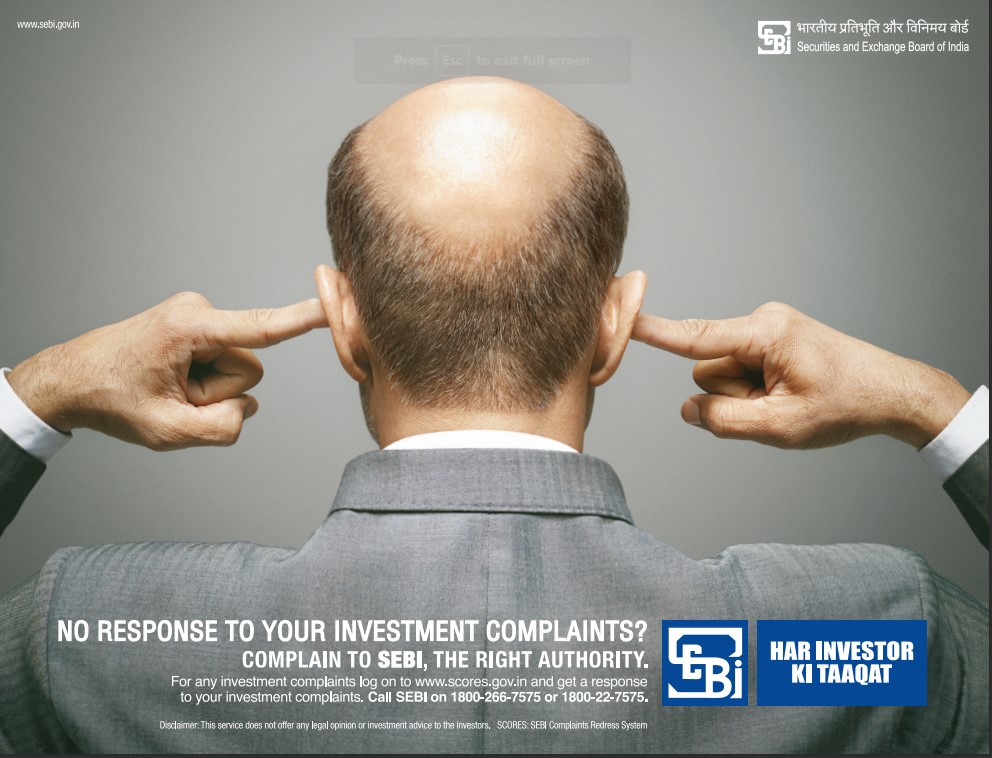 www.sebi.gov.in
SEBi
भारतीय प्रतिभूति और विनिमय बोर्ड
Securities and Exchange Board of India
Press Esc to exit full screen
NO RESPONSE TO YOUR INVESTMENT COMPLAINTS?
COMPLAIN TO SEBI, THE RIGHT AUTHORITY.
For any investment complaints log on to www.scores.gov.in and get a response
to your investment complaints. Call SEBI on 1800-266-7575 or 1800-22-7575.
Disclaimer: This service does not offer any legal opinion or investment advice to the investors. SCORES: SEBI Complaints Redress System
SEBi
HAR INVESTOR
KI TAAQAT